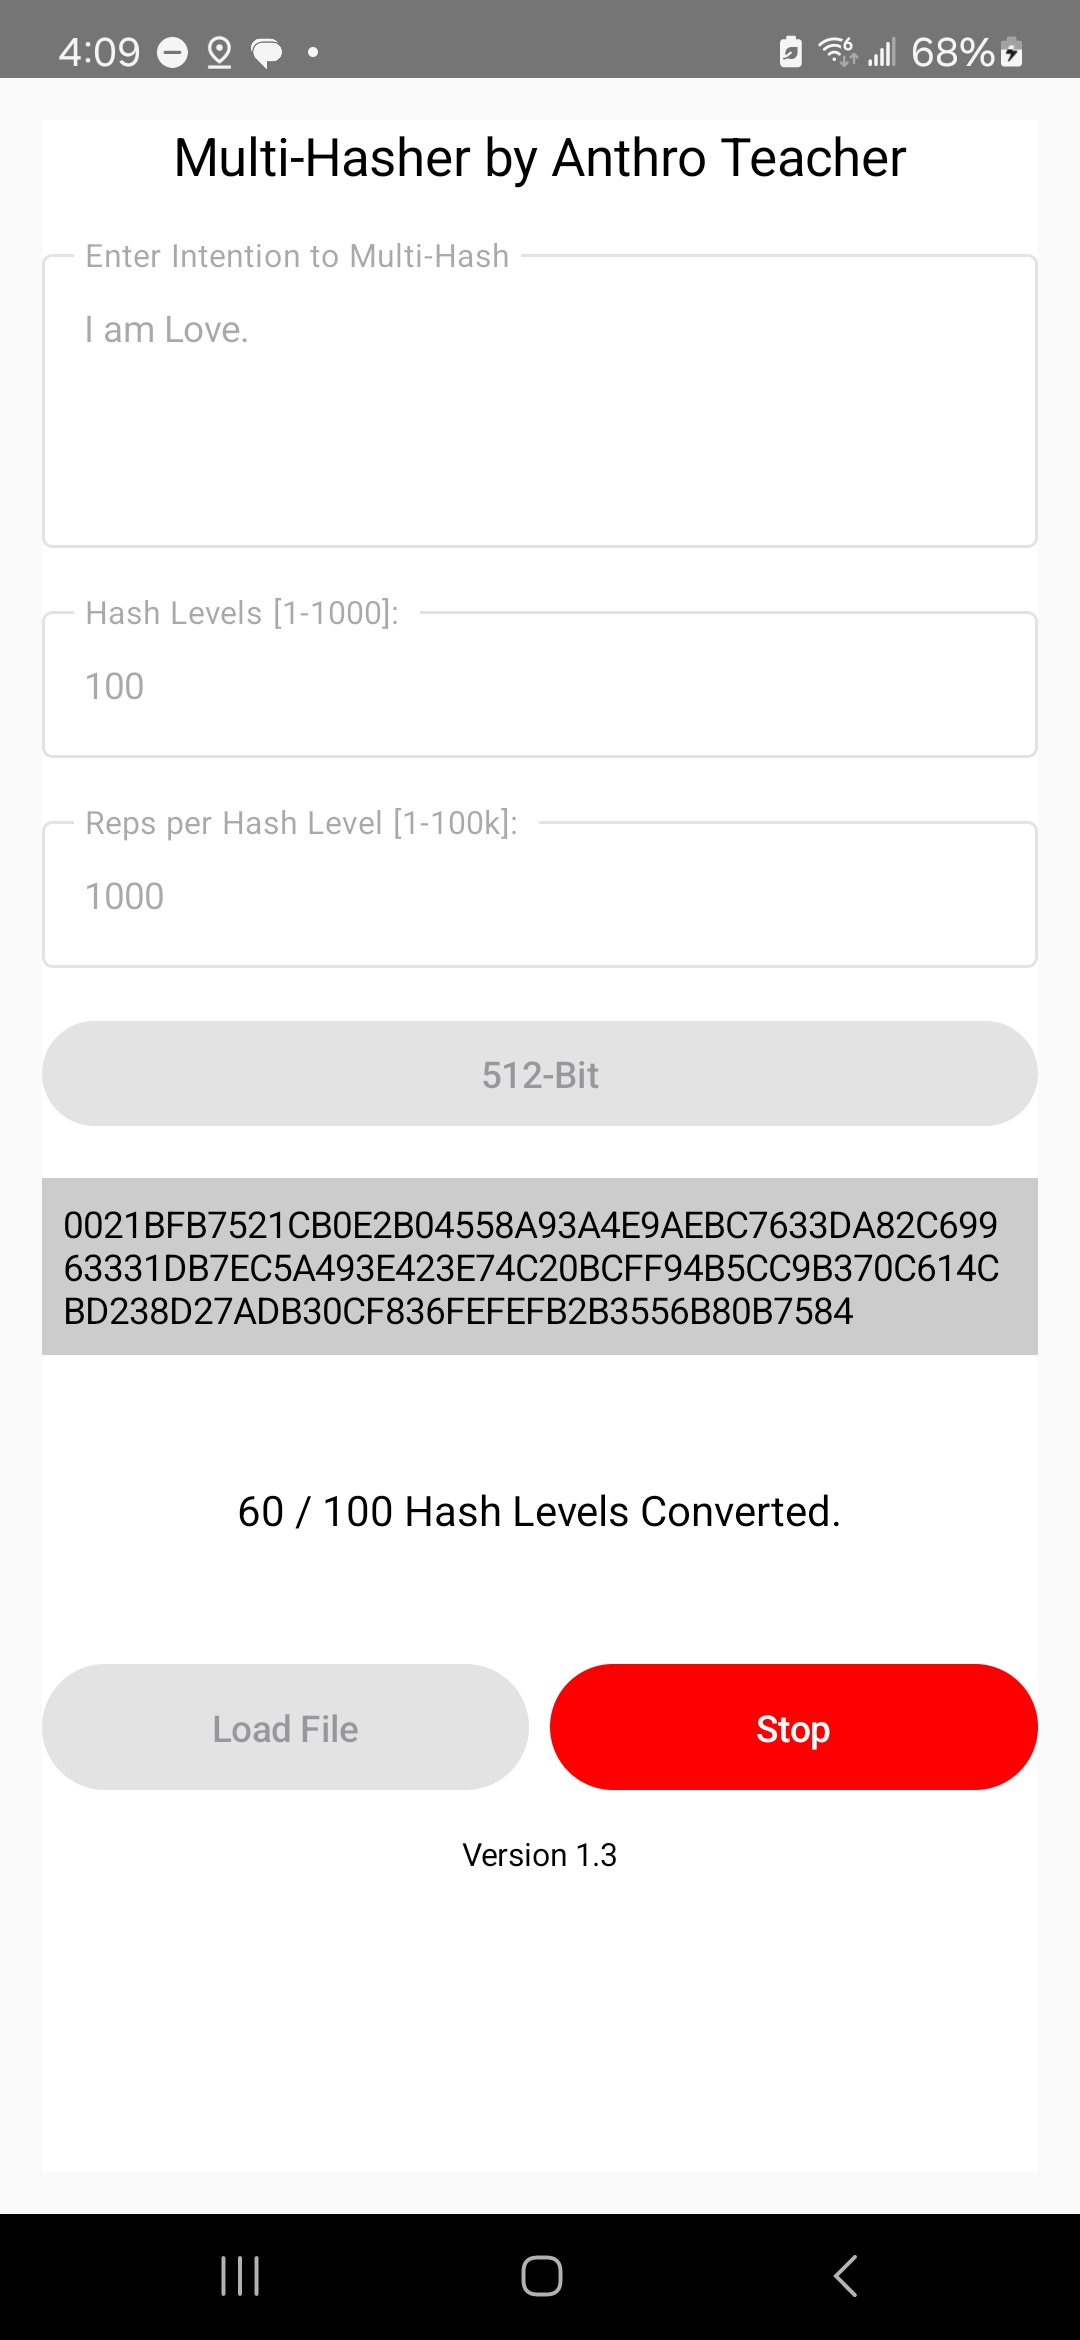 4:09 68%
Multi-Hasher by Anthro Teacher
Enter Intention to Multi-Hash
I am Love.
Hash Levels [1-1000]:
100
Reps per Hash Level [1-100k]:
1000
512-Bit
0021BFB7521CB0E2B04558A93A4E9AEBC7633DA82C699
63331DB7EC5A493E423E74C20BCFF94B5CC9B370C614C
BD238D27ADB30CF836FEFEFB2B3556B80B7584
60 / 100 Hash Levels Converted.
Load File Stop
Version 1.3